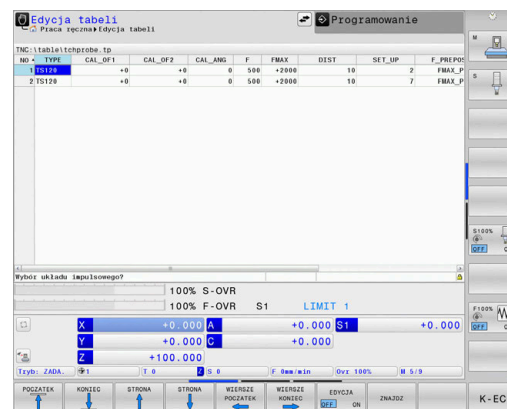 Edycja tabeli
Praca ręczna▸Edycja tabeli
Programowanie
TNC:\table\tchprobe.tp
NO TYPE CAL_OF1 CAL_OF2 CAL_ANG F FMAX DIST SET_UP F_PREPOS
1 TS120 +0 +0 0 500 +2000 10 2 FMAX_P
2 TS120 +0 +0 0 500 +2000 10 7 FMAX_P
M
S
Wybór układu impulsowego?
100% S-OVR
100% F-OVR S1 LIMIT 1
S100%
OFF
F100%
OFF
X +0.000 A +0.000 S1 +0.000
Y +0.000 C +0.000
Z +100.000
Tryb: ZADA. 1 T 0 Z S 0 F 0mm/min Ovr 100% M 5/9
POCZATEK KONIEC STRONA STRONA WIERSZE POCZATEK WIERSZE KONIEC EDYCJA OFF ON ZNAJDZ K-EC